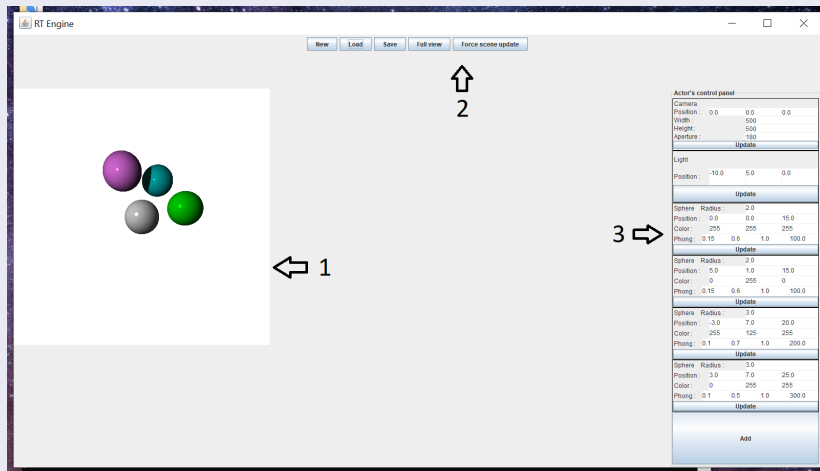 RT Engine
New Load Save Full view Force scene update
2
1
3
Actor's control panel
Camera
Position : 0.0 0.0 0.0
Width : 500
Height : 500
Aperture : 180
Update
Light
Position : -10.0 5.0 0.0
Update
Sphere Radius : 2.0
Position : 0.0 0.0 15.0
Color : 255 255 255
Phong : 0.15 0.6 1.0 100.0
Update
Sphere Radius : 2.0
Position : 5.0 1.0 15.0
Color : 0 255 0
Phong : 0.15 0.6 1.0 100.0
Update
Sphere Radius : 3.0
Position : -3.0 7.0 20.0
Color : 255 125 255
Phong : 0.1 0.7 1.0 200.0
Update
Sphere Radius : 3.0
Position : 3.0 7.0 25.0
Color : 0 255 255
Phong : 0.1 0.5 1.0 300.0
Update
Add